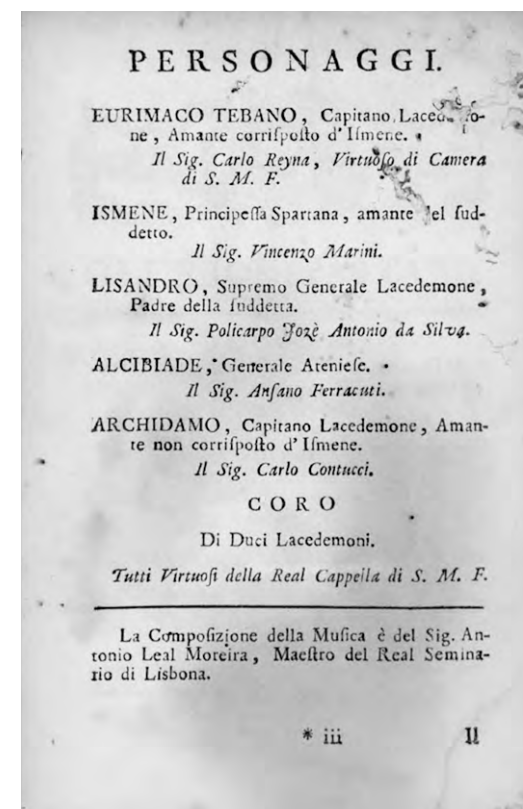 PERSONAGGI.
EURIMACO TEBANO, Capitano
ne, Amante corriſpoſto d'Iſmene.
Il Sig. Carlo Reyna, Virtuoſo di Camera
di S. M. F.
ISMENE, Principeſſa Spartana, amante del ſud-
detto.
Il Sig. Vincenzo Marini.
LISANDRO, Supremo Generale Lacedemone,
Padre della ſuddetta.
Il Sig. Policarpo Jozè Antonio da Silva.
ALCIBIADE, Generale Atenieſe.
Il Sig. Anſano Ferracuti.
ARCHIDAMO, Capitano Lacedemone, Aman-
te non corriſpoſto d'Iſmene.
Il Sig. Carlo Contucci.
CORO
Di Duci Lacedemoni.
Tutti Virtuoſi della Real Cappella di S. M. F.
La Compoſizione della Muſica è del Sig. An-
tonio Leal Moreira, Maeſtro del Real Semina-
rio di Lisbona.
* iii Il